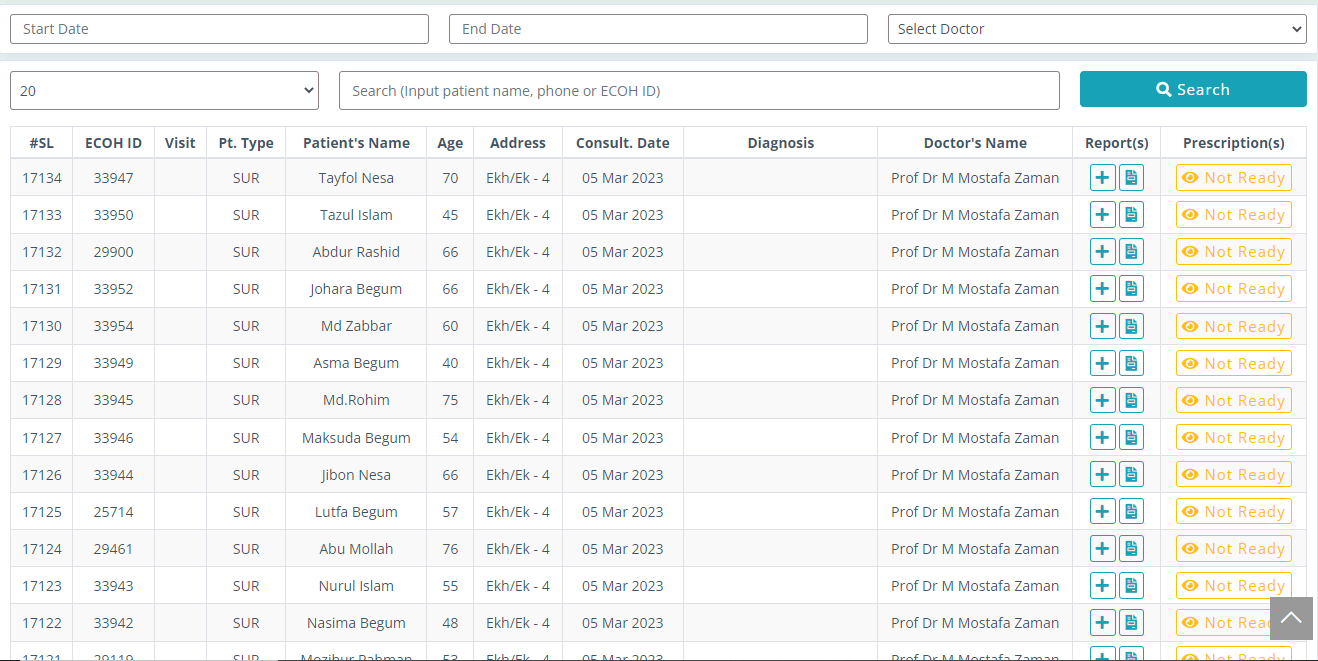 Start Date End Date Select Doctor
20 Search (Input patient name, phone or ECOH ID) Search
#SL ECOH ID Visit Pt. Type Patient's Name Age Address Consult. Date Diagnosis Doctor's Name Report(s) Prescription(s)
17134 33947 SUR Tayfol Nesa 70 Ekh/Ek - 4 05 Mar 2023 Prof Dr M Mostafa Zaman Not Ready
17133 33950 SUR Tazul Islam 45 Ekh/Ek - 4 05 Mar 2023 Prof Dr M Mostafa Zaman Not Ready
17132 29900 SUR Abdur Rashid 66 Ekh/Ek - 4 05 Mar 2023 Prof Dr M Mostafa Zaman Not Ready
17131 33952 SUR Johara Begum 66 Ekh/Ek - 4 05 Mar 2023 Prof Dr M Mostafa Zaman Not Ready
17130 33954 SUR Md Zabbar 60 Ekh/Ek - 4 05 Mar 2023 Prof Dr M Mostafa Zaman Not Ready
17129 33949 SUR Asma Begum 40 Ekh/Ek - 4 05 Mar 2023 Prof Dr M Mostafa Zaman Not Ready
17128 33945 SUR Md.Rohim 75 Ekh/Ek - 4 05 Mar 2023 Prof Dr M Mostafa Zaman Not Ready
17127 33946 SUR Maksuda Begum 54 Ekh/Ek - 4 05 Mar 2023 Prof Dr M Mostafa Zaman Not Ready
17126 33944 SUR Jibon Nesa 66 Ekh/Ek - 4 05 Mar 2023 Prof Dr M Mostafa Zaman Not Ready
17125 25714 SUR Lutfa Begum 57 Ekh/Ek - 4 05 Mar 2023 Prof Dr M Mostafa Zaman Not Ready
17124 29461 SUR Abu Mollah 76 Ekh/Ek - 4 05 Mar 2023 Prof Dr M Mostafa Zaman Not Ready
17123 33943 SUR Nurul Islam 55 Ekh/Ek - 4 05 Mar 2023 Prof Dr M Mostafa Zaman Not Ready
17122 33942 SUR Nasima Begum 48 Ekh/Ek - 4 05 Mar 2023 Prof Dr M Mostafa Zaman Not
17121 29119 SUR Mozibur Rahman 53 Ekh/Ek - 4 05 Mar 2023 Prof Dr M Mostafa Zaman Not Ready